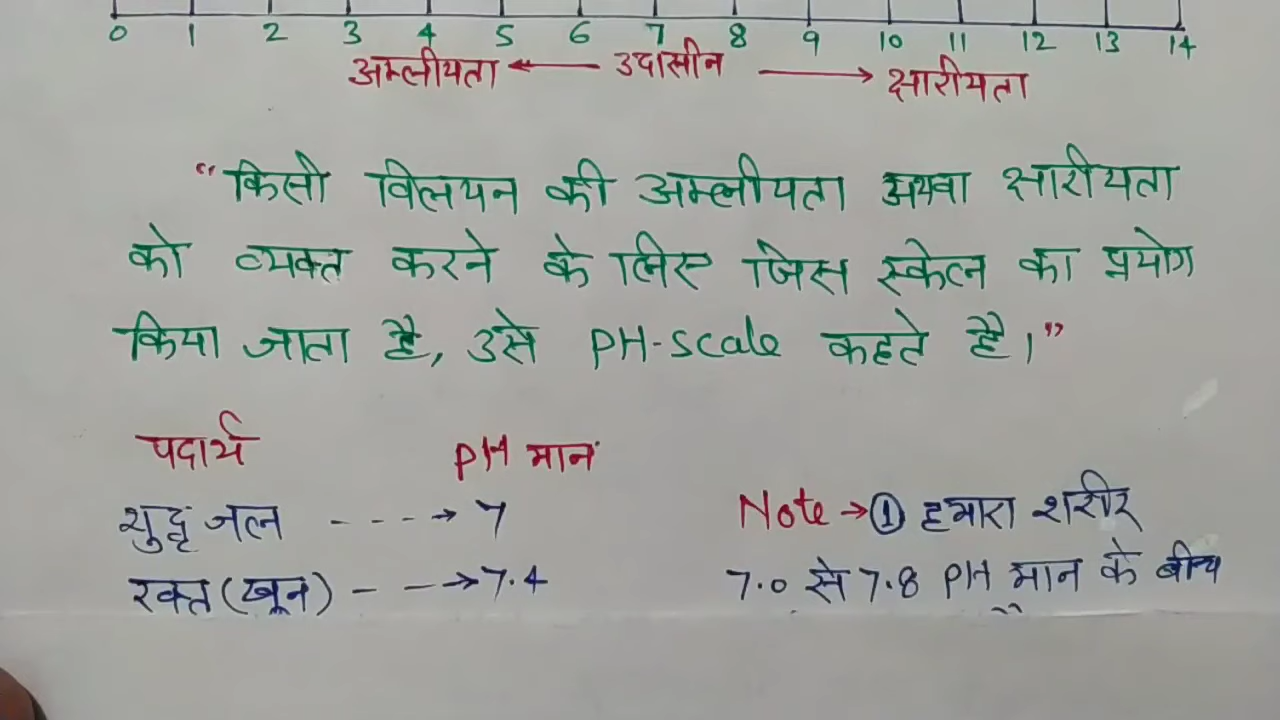 0 1 2 3 4 5 6 7 8 9 10 11 12 13 14
अम्लीयता ← उदासीन → क्षारीयता
"किसी विलयन की अम्लीयता अथवा क्षारीयता
को व्यक्त करने के लिए जिस स्केल का प्रयोग
किया जाता है, उसे PH-scale कहते है।"
पदार्थ PH मान
शुद्ध जल ----→ 7
रक्त (खून) - - → 7.4
Note → ① हमारा शरीर
7.0 से 7.8 PH मान के बीच